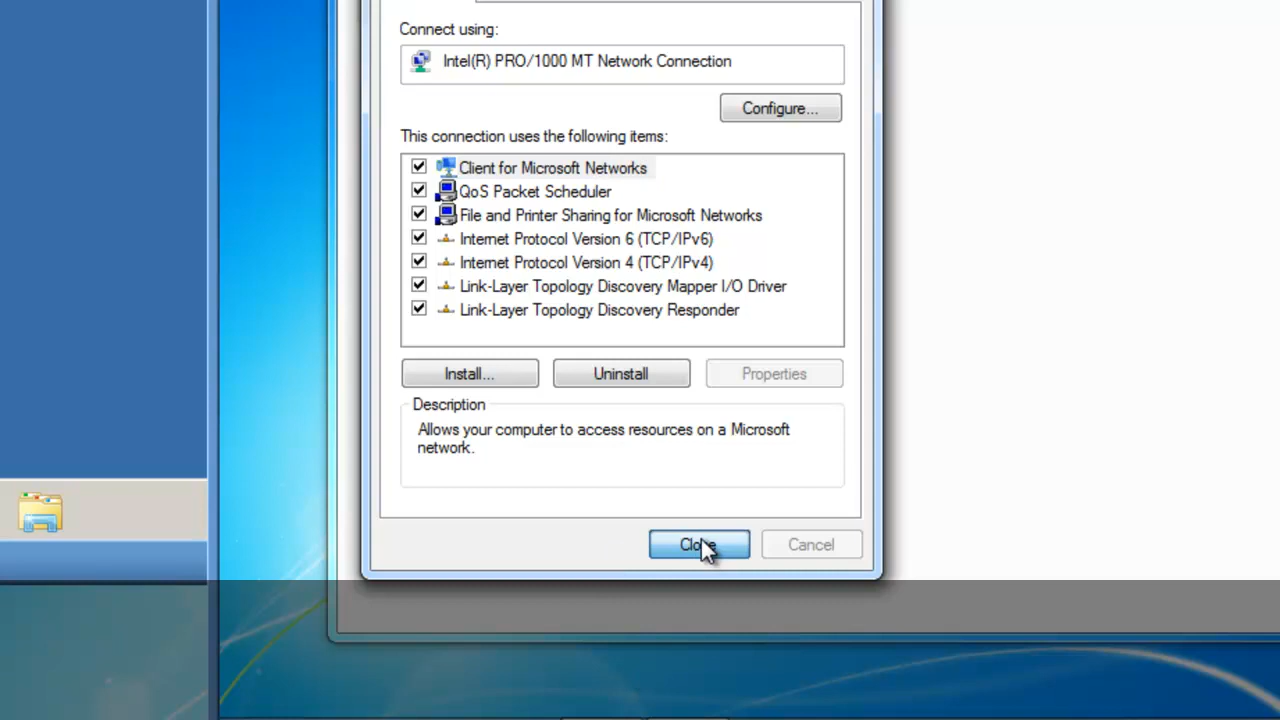 Connect using:
Intel(R) PRO/1000 MT Network Connection
Configure...
This connection uses the following items:
Client for Microsoft Networks
QoS Packet Scheduler
File and Printer Sharing for Microsoft Networks
Internet Protocol Version 6 (TCP/IPv6)
Internet Protocol Version 4 (TCP/IPv4)
Link-Layer Topology Discovery Mapper I/O Driver
Link-Layer Topology Discovery Responder
Install... Uninstall Properties
Description
Allows your computer to access resources on a Microsoft
network.
Close Cancel